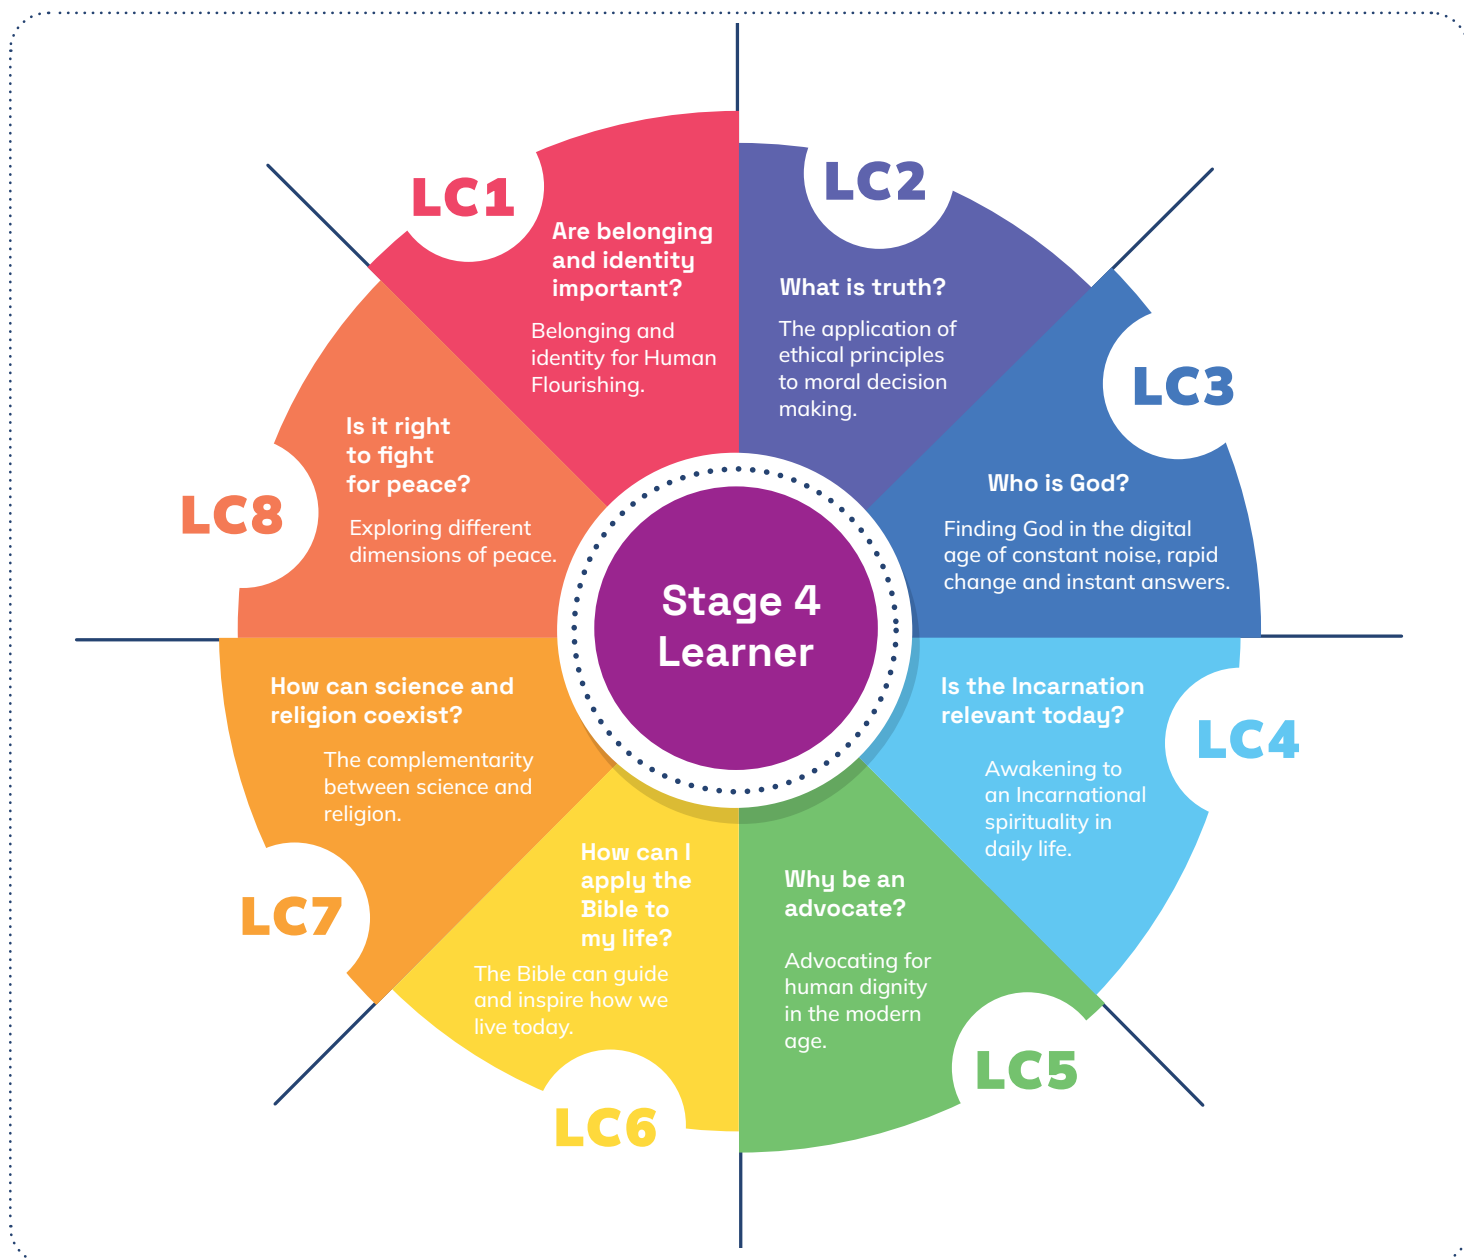 LC1
Are belonging
and identity
important?
Belonging and
identity for Human
Flourishing.
LC2
What is truth?
The application of
ethical principles
to moral decision
making.
LC3
Who is God?
Finding God in the digital
age of constant noise, rapid
change and instant answers.
LC4
Is the Incarnation
relevant today?
Awakening to
an Incarnational
spirituality in
daily life.
LC5
Why be an
advocate?
Advocating for
human dignity
in the modern
age.
LC6
How can I
apply the
Bible to
my life?
The Bible can guide
and inspire how we
live today.
LC7
How can science and
religion coexist?
The complementarity
between science and
religion.
LC8
Is it right
to fight
for peace?
Exploring different
dimensions of peace.
Stage 4
Learner